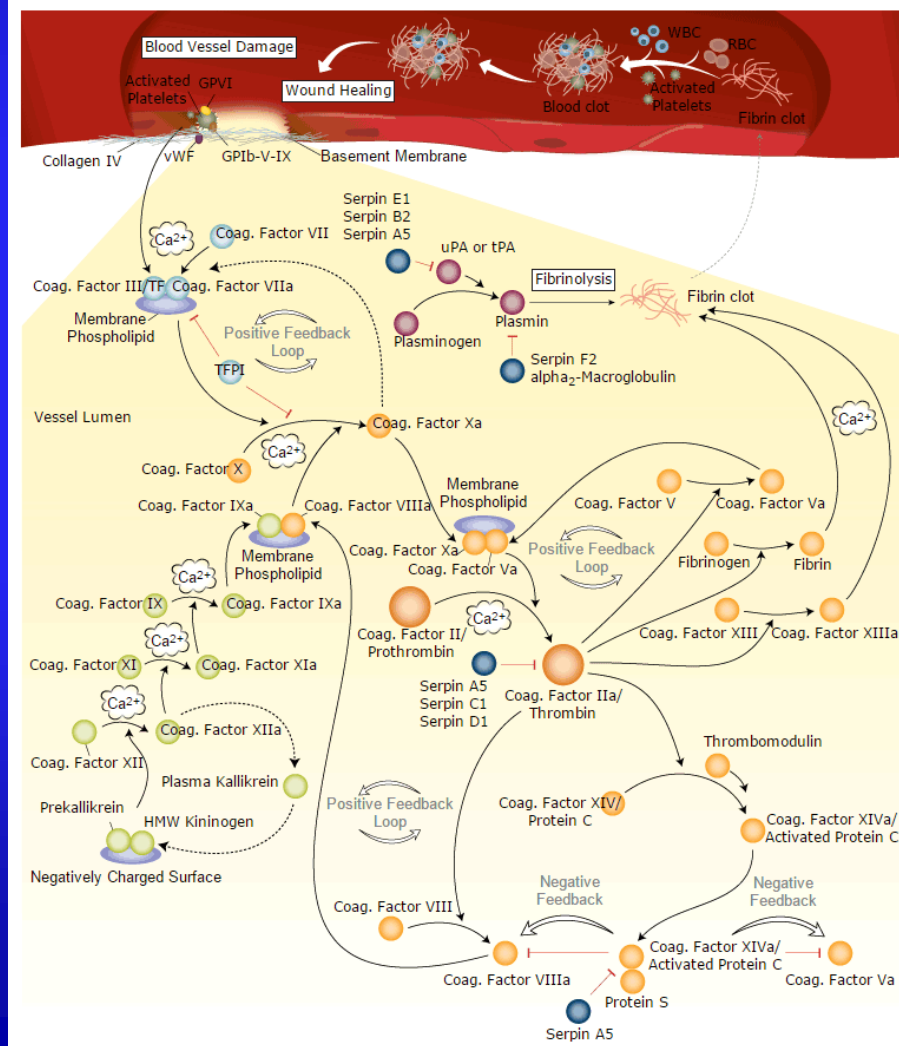 Blood Vessel Damage
WBC
RBC
Activated
Platelets
GPVI
Wound Healing
Blood clot
Activated
Platelets
Fibrin clot
Collagen IV
vWF
GPIb-V-IX
Basement Membrane
Serpin E1
Serpin B2
Serpin A5
Ca2+
Coag. Factor VII
uPA or tPA
Fibrinolysis
Coag. Factor III/TF
Coag. Factor VIIa
Fibrin clot
Membrane
Phospholipid
Positive Feedback
Loop
Plasminogen
Plasmin
TFPI
Serpin F2
alpha2-Macroglobulin
Vessel Lumen
Ca2+
Coag. Factor Xa
Ca2+
Coag. Factor X
Coag. Factor IXa
Coag. Factor VIIIa
Membrane
Phospholipid
Coag. Factor V
Coag. Factor Va
Membrane
Phospholipid
Coag. Factor Xa
Coag. Factor Va
Positive Feedback
Loop
Fibrinogen
Fibrin
Ca2+
Coag. Factor IX
Coag. Factor IXa
Ca2+
Coag. Factor II/
Prothrombin
Coag. Factor XIII
Coag. Factor XIIIa
Ca2+
Coag. Factor XI
Coag. Factor XIa
Serpin A5
Serpin C1
Serpin D1
Coag. Factor IIa/
Thrombin
Ca2+
Coag. Factor XII
Coag. Factor XIIa
Thrombomodulin
Plasma Kallikrein
Prekallikrein
HMW Kininogen
Negatively Charged Surface
Positive Feedback
Loop
Coag. Factor XIV/
Protein C
Coag. Factor XIVa/
Activated Protein C
Negative
Feedback
Negative
Feedback
Coag. Factor VIII
Coag. Factor VIIIa
Coag. Factor XIVa/
Activated Protein C
Coag. Factor Va
Protein S
Serpin A5